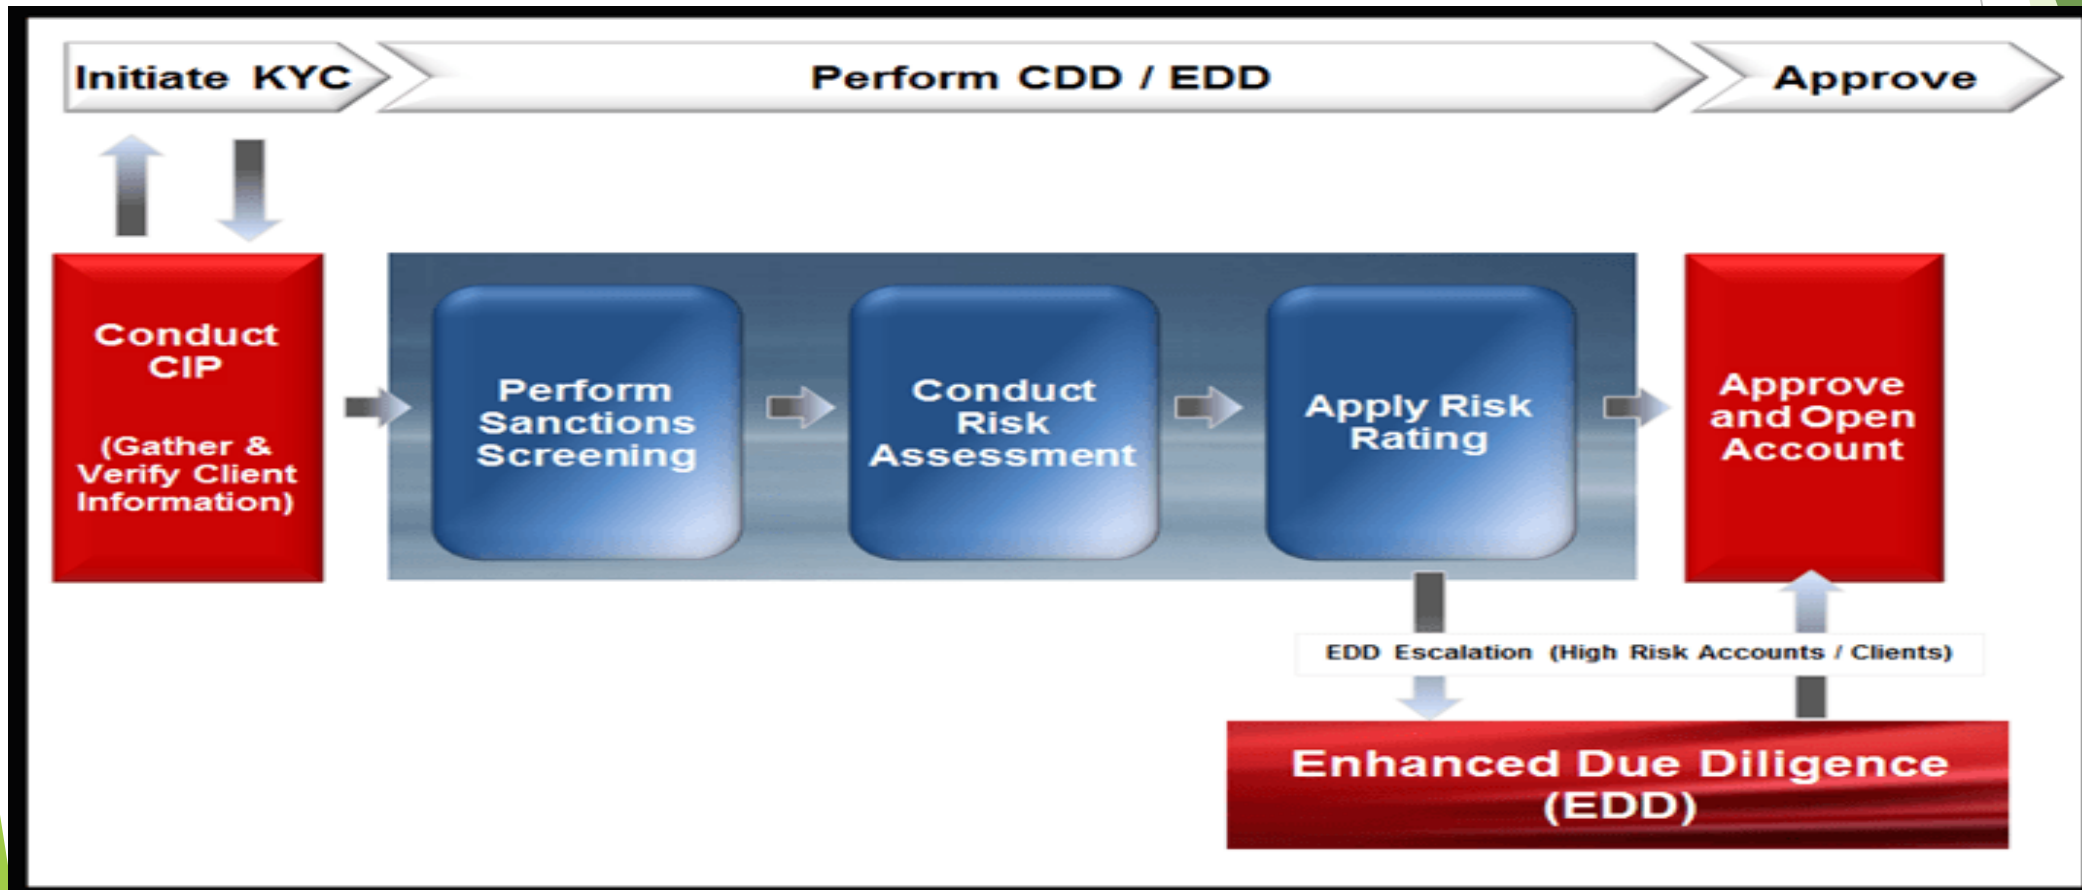 Initiate KYC
Perform CDD / EDD
Approve
Conduct
CIP
(Gather &
Verify Client
Information)
Perform
Sanctions
Screening
Conduct
Risk
Assessment
Apply Risk
Rating
Approve
and Open
Account
EDD Escalation (High Risk Accounts / Clients)
Enhanced Due Diligence
(EDD)